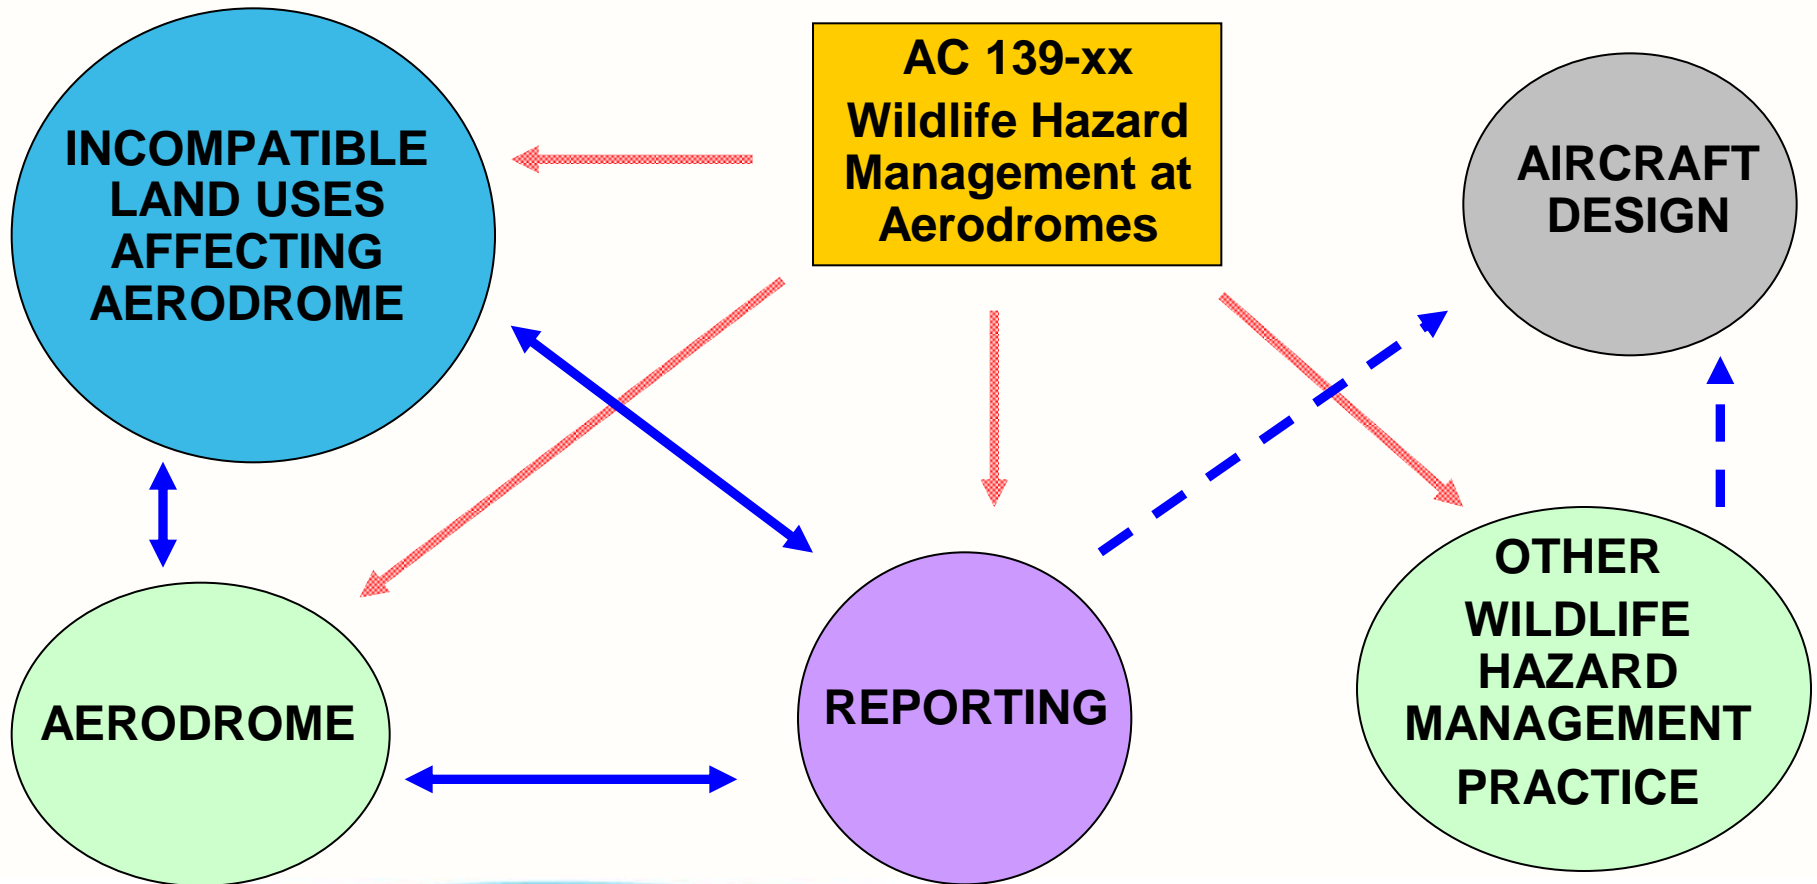 INCOMPATIBLE
LAND USES
AFFECTING
AERODROME
AC 139-xx
Wildlife Hazard
Management at
Aerodromes
AIRCRAFT
DESIGN
AERODROME
REPORTING
OTHER
WILDLIFE
HAZARD
MANAGEMENT
PRACTICE